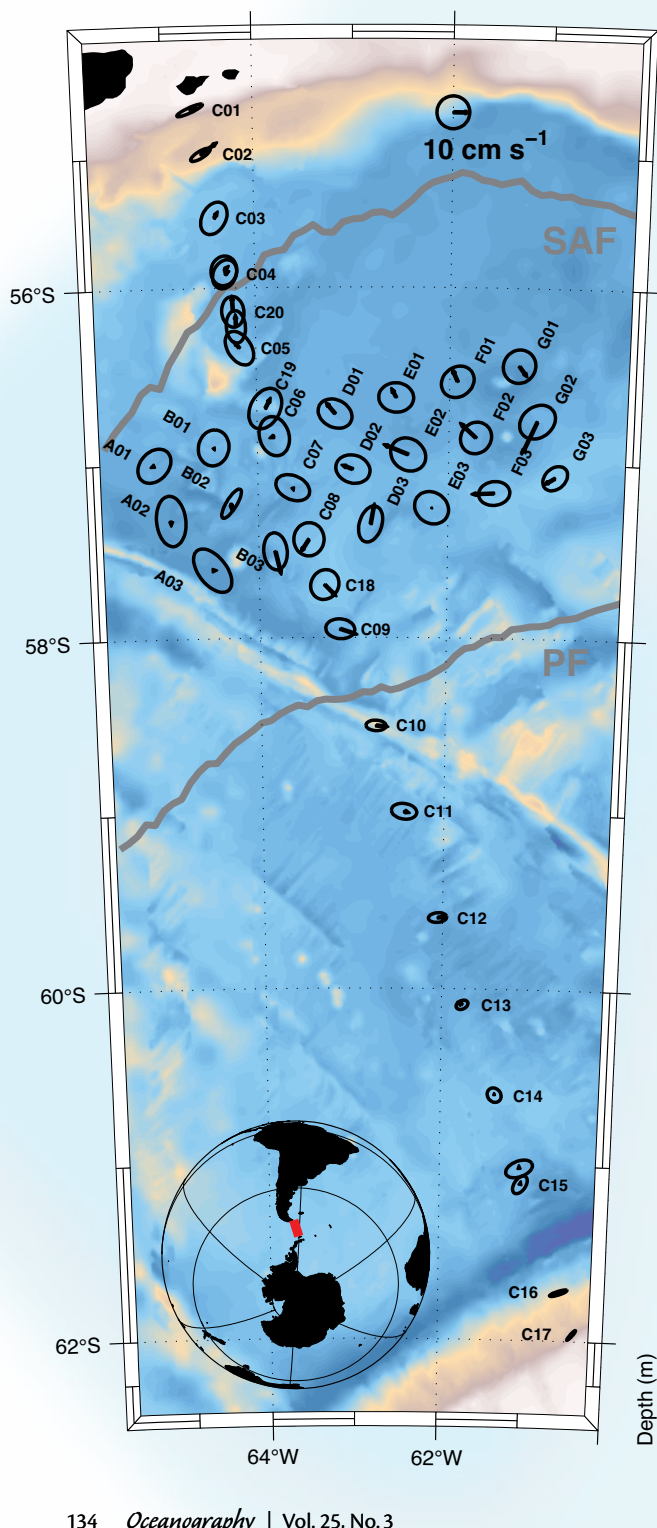 C01
C02
10 cm s⁻¹
C03
SAF
C04
56°S
C20
C05
G01
F01
E01
D01
C19
G02
C06
F02
B01
E02
D02
A01
G03
F03
C07
B02
E03
D03
C08
A02
B03
A03
C18
C09
58°S
PF
C10
C11
C12
60°S
C13
C14
C15
C16
C17
62°S
Depth (m)
64°W
62°W
134 Oceanography | Vol. 25, No. 3